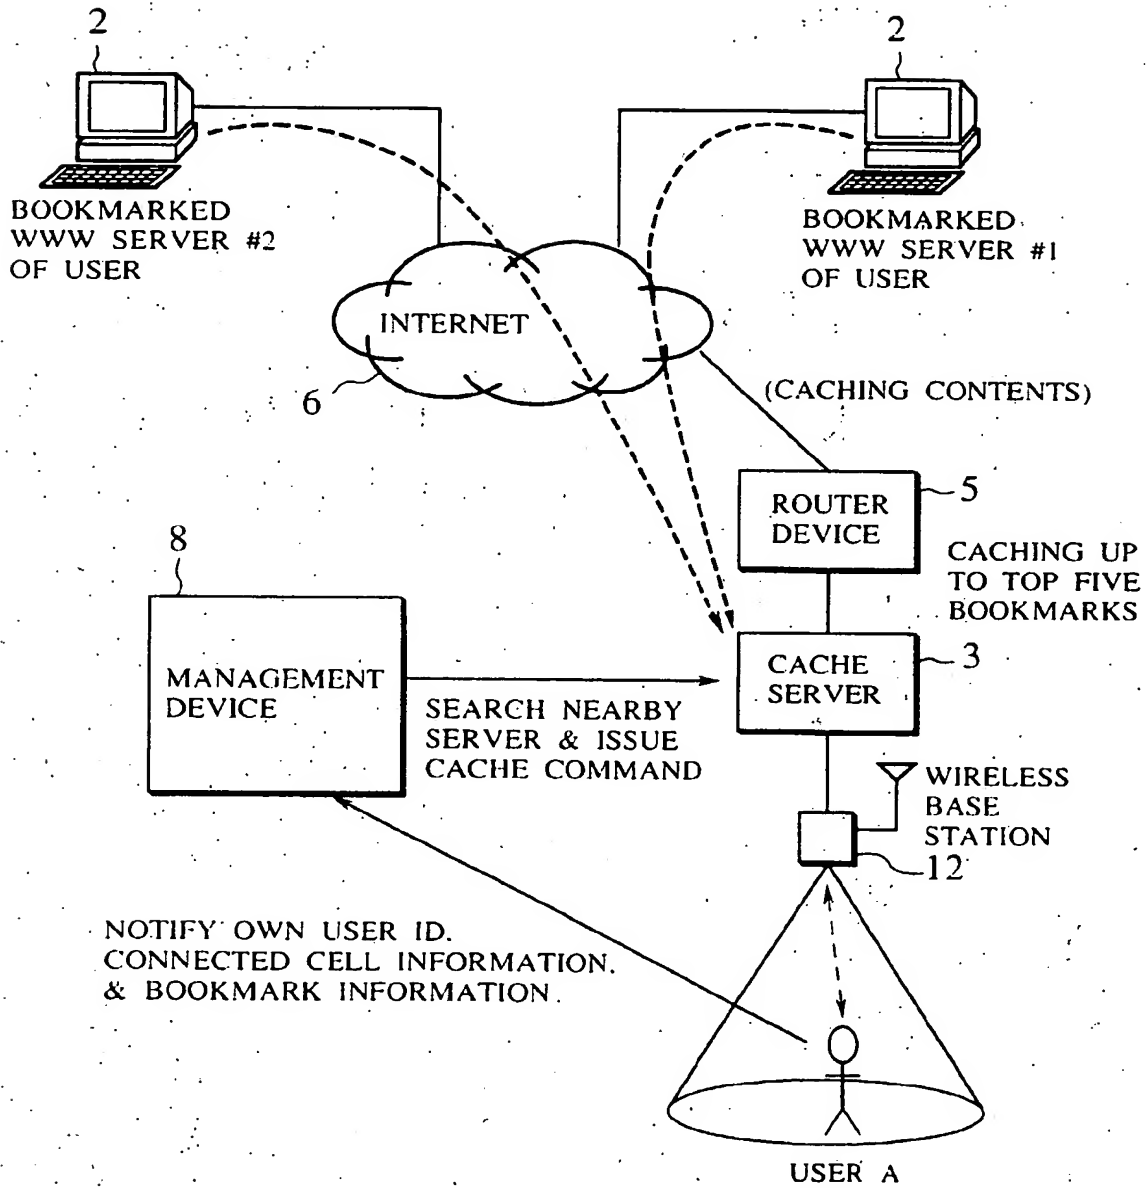 2
2
BOOKMARKED
WWW SERVER #2
OF USER
BOOKMARKED
WWW SERVER #1
OF USER
INTERNET
6
(CACHING CONTENTS)
ROUTER
DEVICE
5
CACHING UP
TO TOP FIVE
BOOKMARKS
8
MANAGEMENT
DEVICE
SEARCH NEARBY
SERVER & ISSUE
CACHE COMMAND
CACHE
SERVER
3
WIRELESS
BASE
STATION
12
NOTIFY OWN USER ID.
CONNECTED CELL INFORMATION.
& BOOKMARK INFORMATION.
USER A